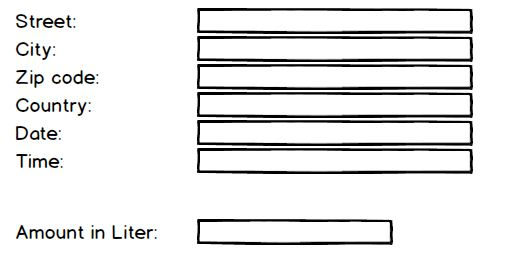 Street:
City:
Zip code:
Country:
Date:
Time:
Amount in Liter: